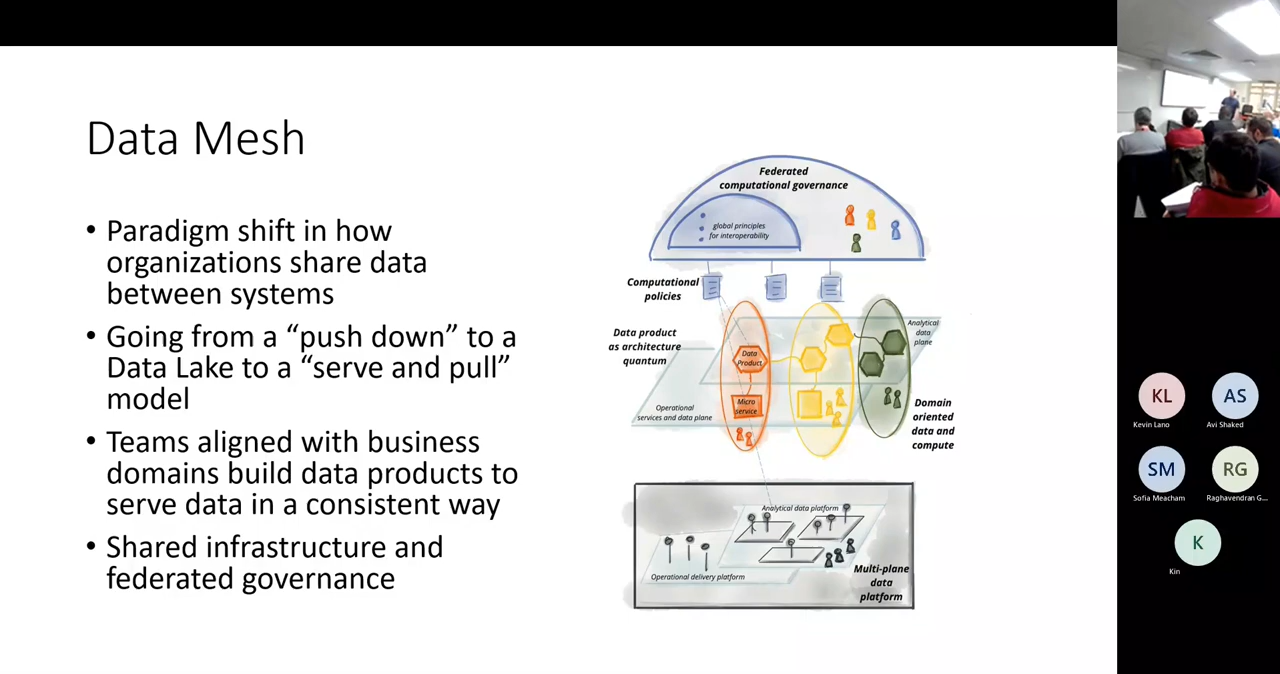 Data Mesh
• Paradigm shift in how
organizations share data
between systems
• Going from a “push down” to a
Data Lake to a “serve and pull”
model
• Teams aligned with business
domains build data products to
serve data in a consistent way
• Shared infrastructure and
federated governance
Federated
computational governance
global principles
for interoperability
Computational
policies
Data product
as architecture
quantum
Analytical
data
plane
Data
Product
Micro
service
Operational
services and data plane
Domain
oriented
data and
compute
Analytical data platform
Operational delivery platform
Multi-plane
data
platform
KL
Kevin Lano
AS
Avi Shaked
SM
Sofia Meacham
RG
Raghavendran G...
K
Kin